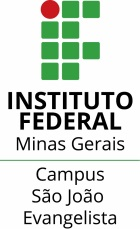 INSTITUTO
FEDERAL
Minas Gerais
Campus
São João
Evangelista